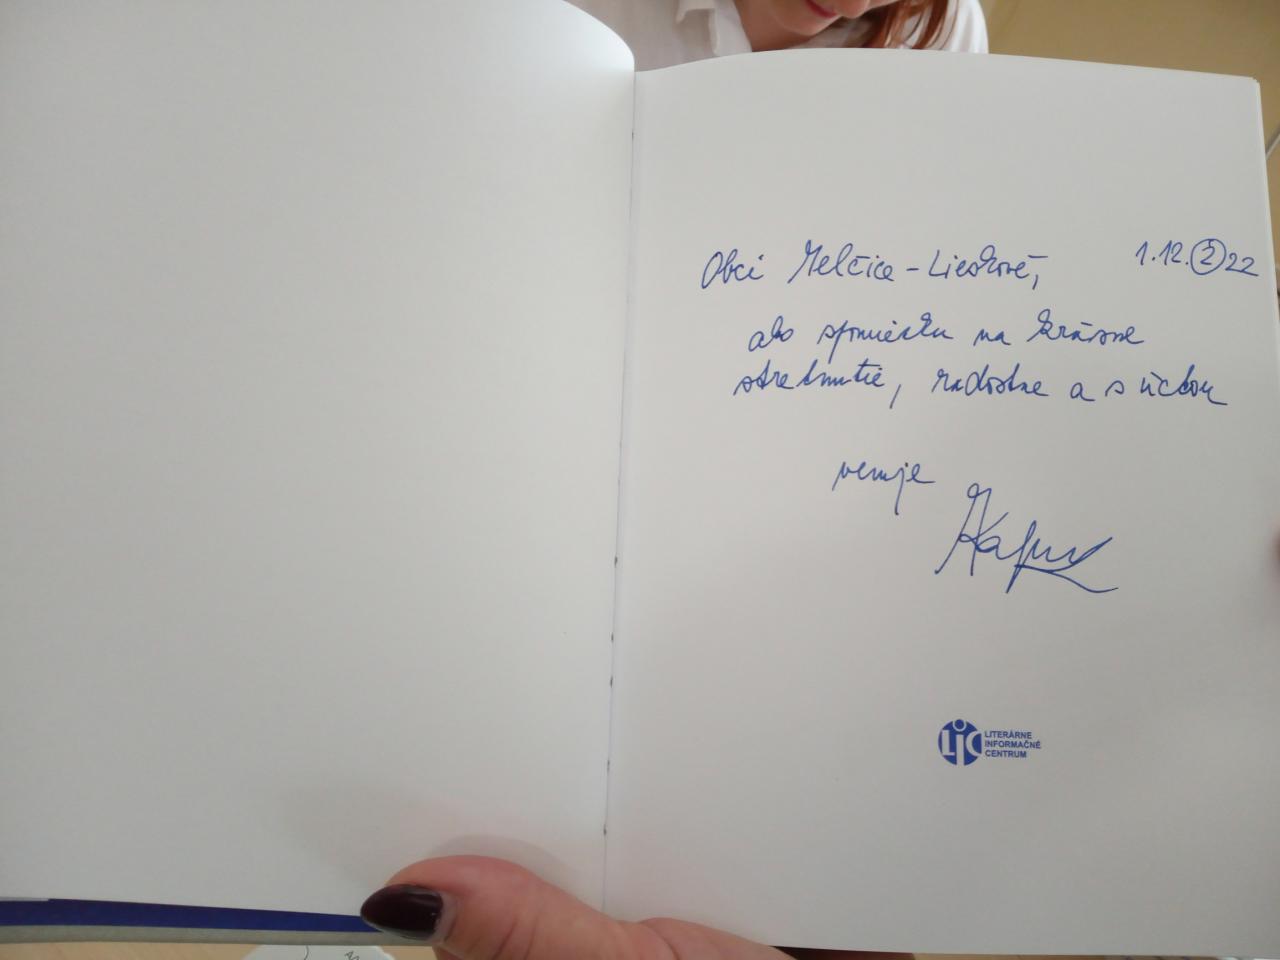 Obci Melčice-Lieskové, 1.12.2022
ako spomienku na krásne
stretnutie, radostne a s úctou
venuje
LIC LITERÁRNE
INFORMAČNÉ
CENTRUM